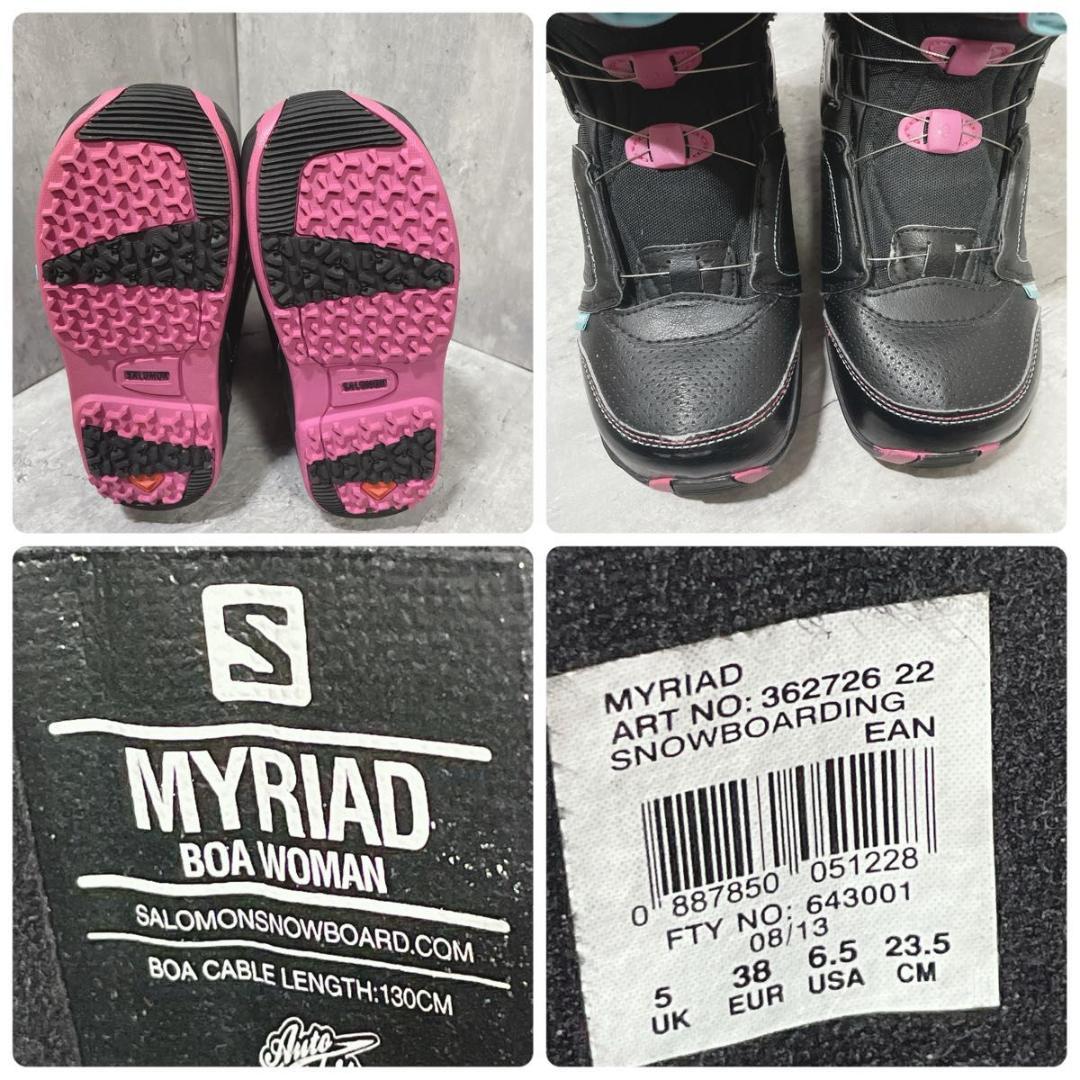 SALOMON
SALOMON
S
MYRIAD
BOA WOMAN
SALOMONSNOWBOARD.COM
BOA CABLE LENGTH:130CM
Auto
MYRIAD
ART NO: 362726 22
SNOWBOARDING
EAN
0 887850 051228
FTY NO: 643001
08/13
5 38 6.5 23.5
UK EUR USA CM